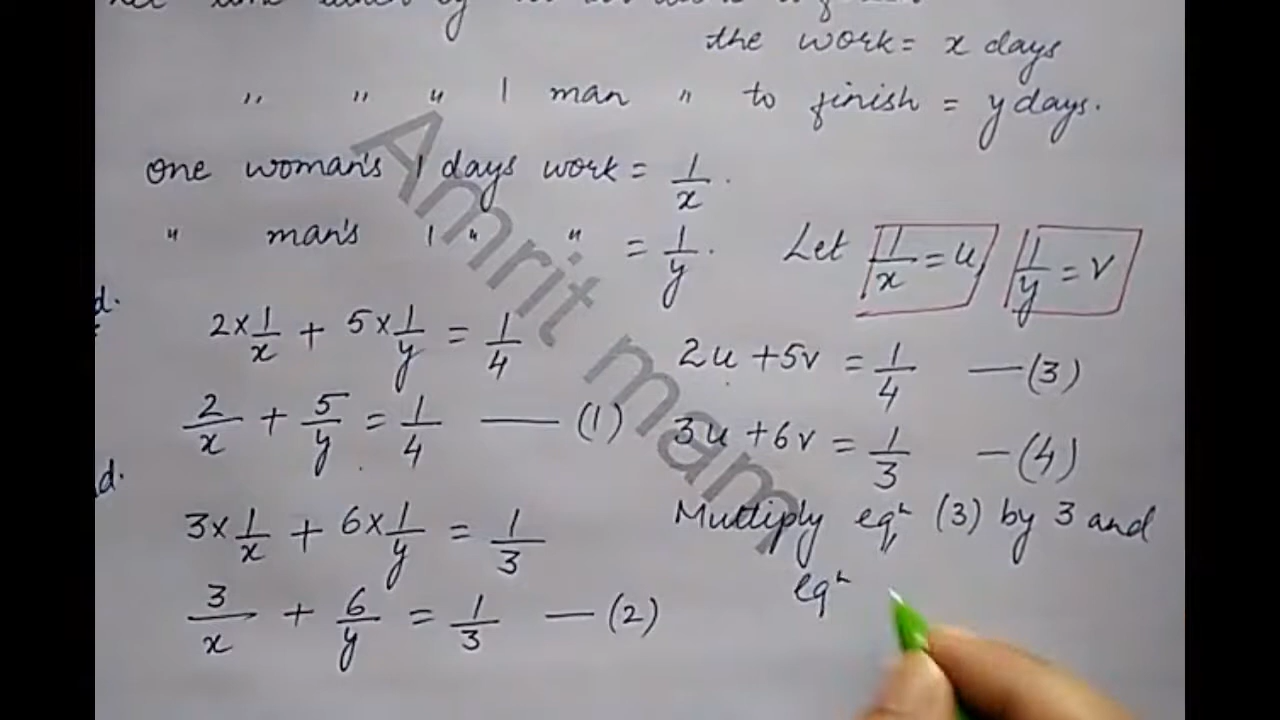 the work = x days
" " " 1 man " to finish = y days.
One woman's 1 days work = 1/x.
" man's 1 " " = 1/y.
Let 1/x = u, 1/y = v
d.
2×1/x + 5×1/y = 1/4
2/x + 5/y = 1/4 — (1)
d.
3×1/x + 6×1/y = 1/3
3/x + 6/y = 1/3 — (2)
2u + 5v = 1/4 — (3)
3u + 6v = 1/3 — (4)
Multiply eqn (3) by 3 and
eqn
Amrit mam